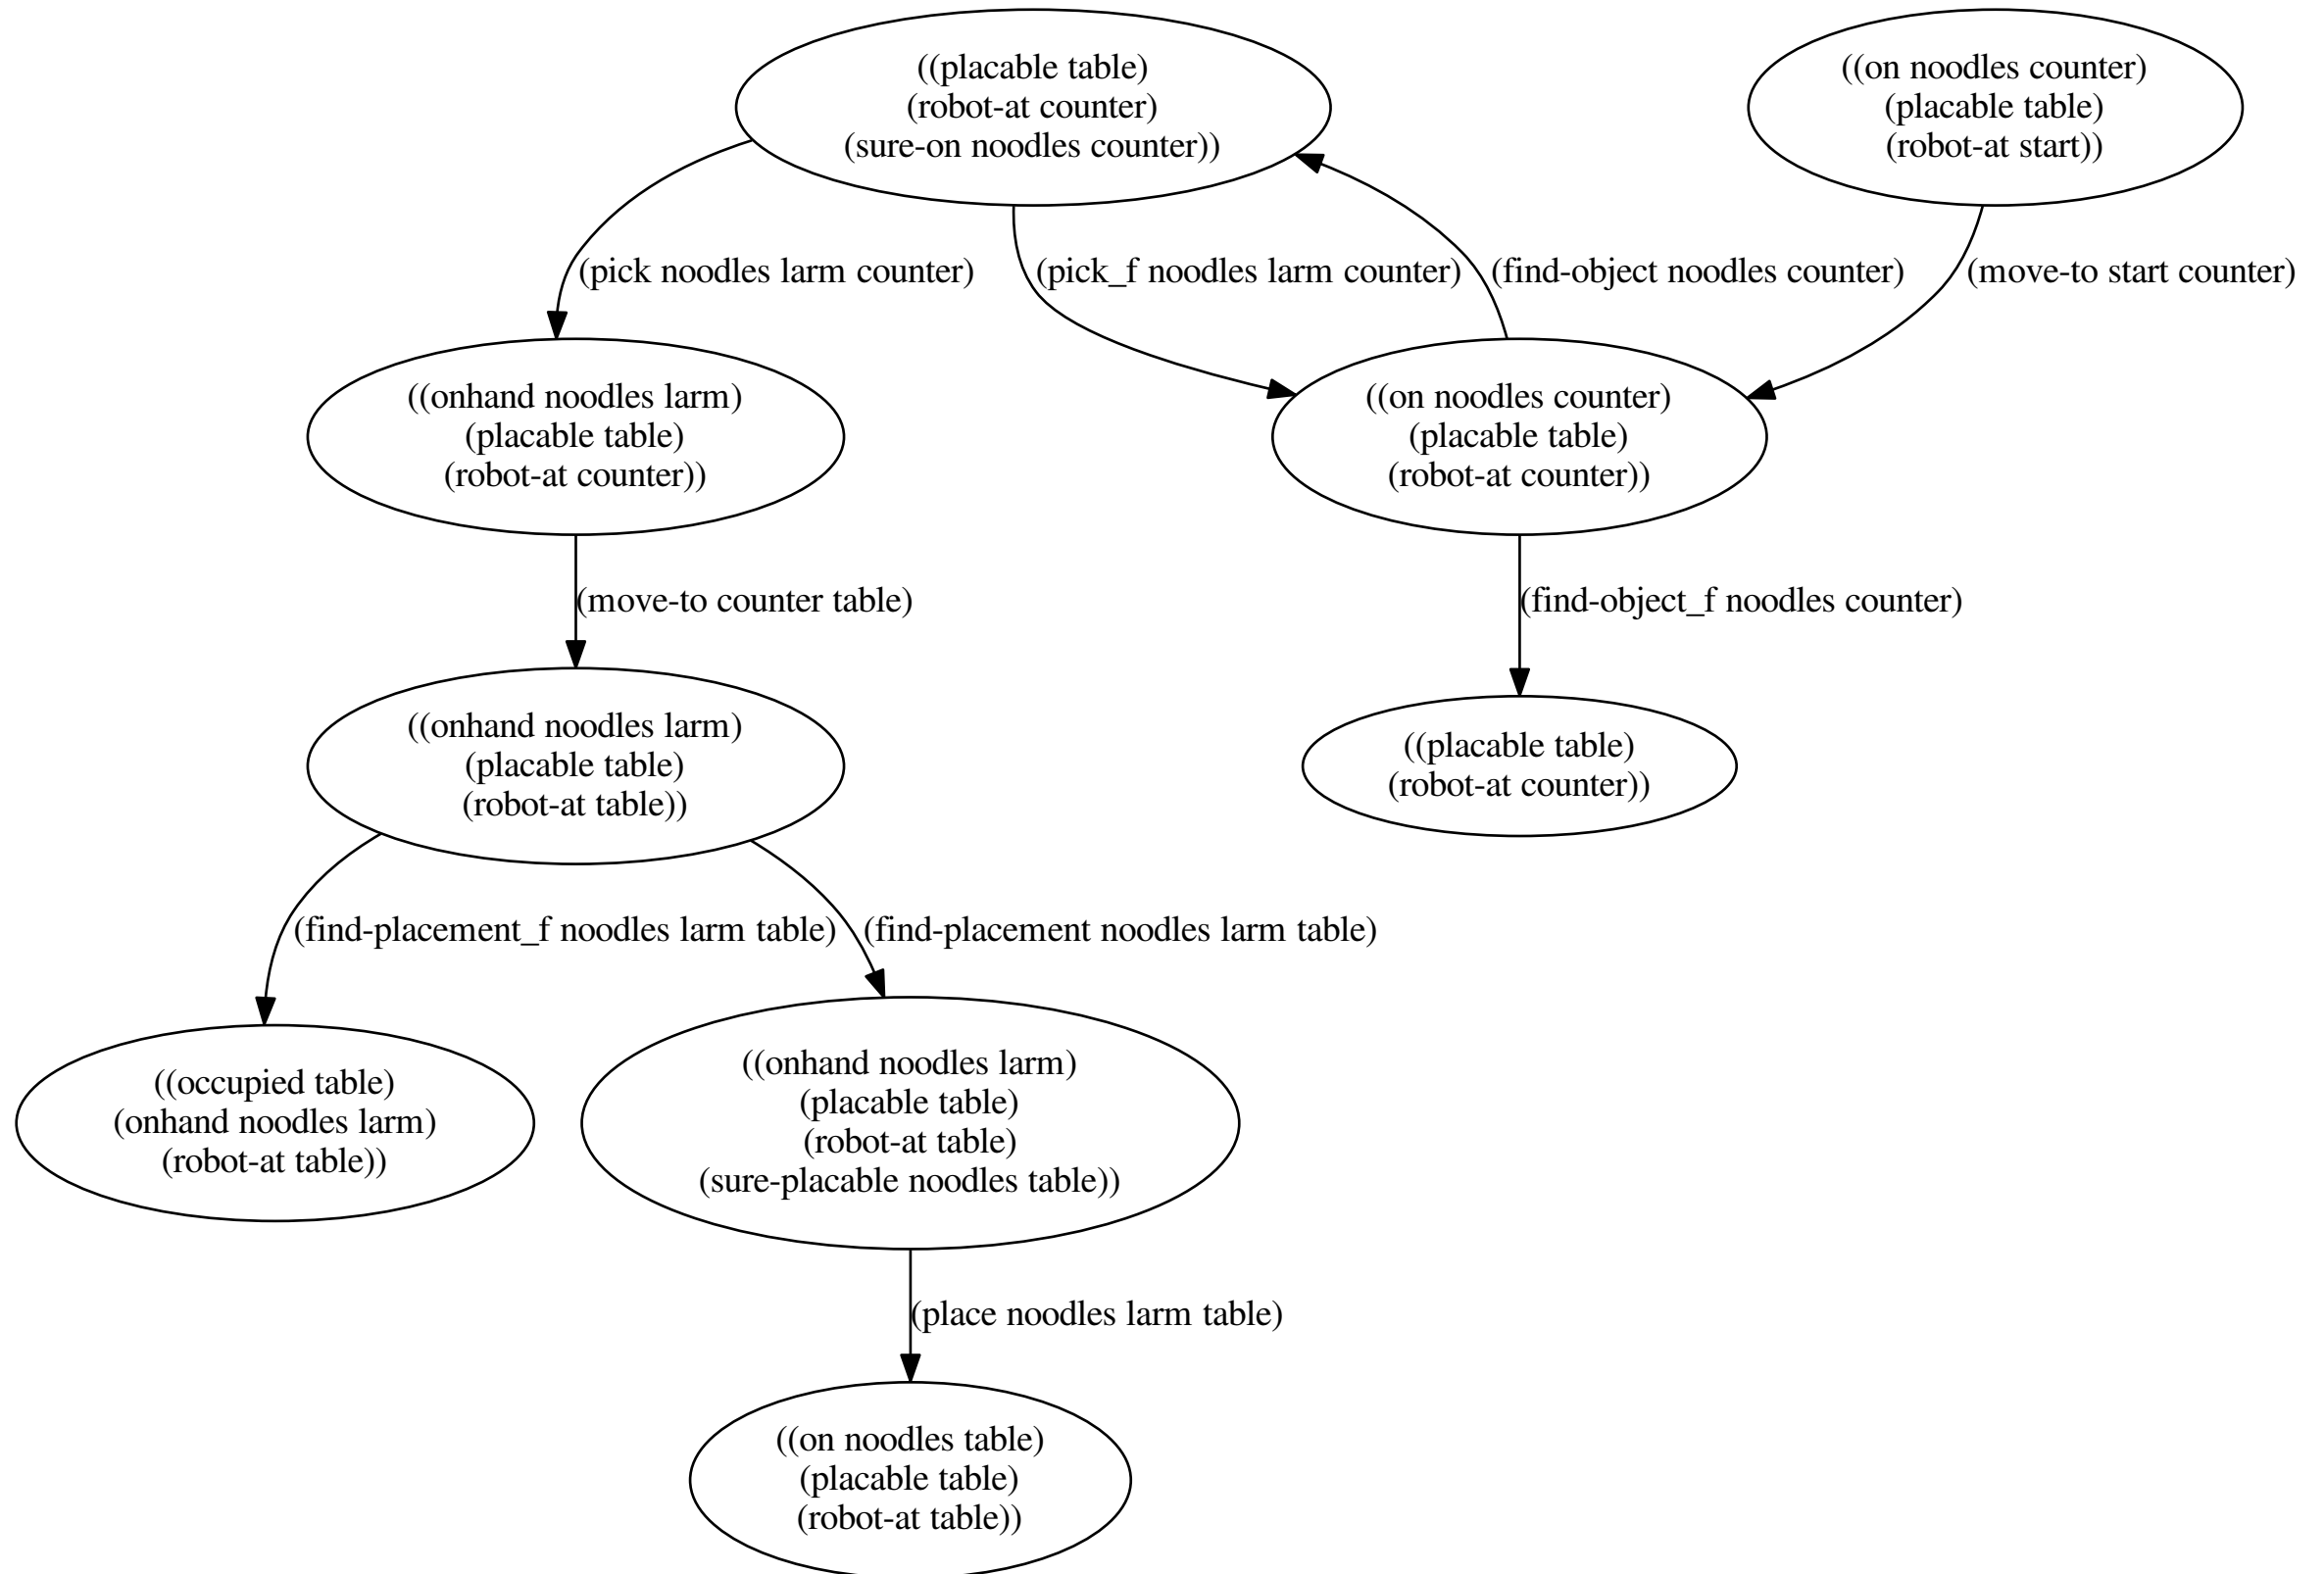 ((placable table)
(robot-at counter)
(sure-on noodles counter))
((on noodles counter)
(placable table)
(robot-at start))
(pick noodles larm counter)
(pick_f noodles larm counter)
(find-object noodles counter)
(move-to start counter)
((onhand noodles larm)
(placable table)
(robot-at counter))
((on noodles counter)
(placable table)
(robot-at counter))
(move-to counter table)
(find-object_f noodles counter)
((onhand noodles larm)
(placable table)
(robot-at table))
((placable table)
(robot-at counter))
(find-placement_f noodles larm table)
(find-placement noodles larm table)
((occupied table)
(onhand noodles larm)
(robot-at table))
((onhand noodles larm)
(placable table)
(robot-at table)
(sure-placable noodles table))
(place noodles larm table)
((on noodles table)
(placable table)
(robot-at table))